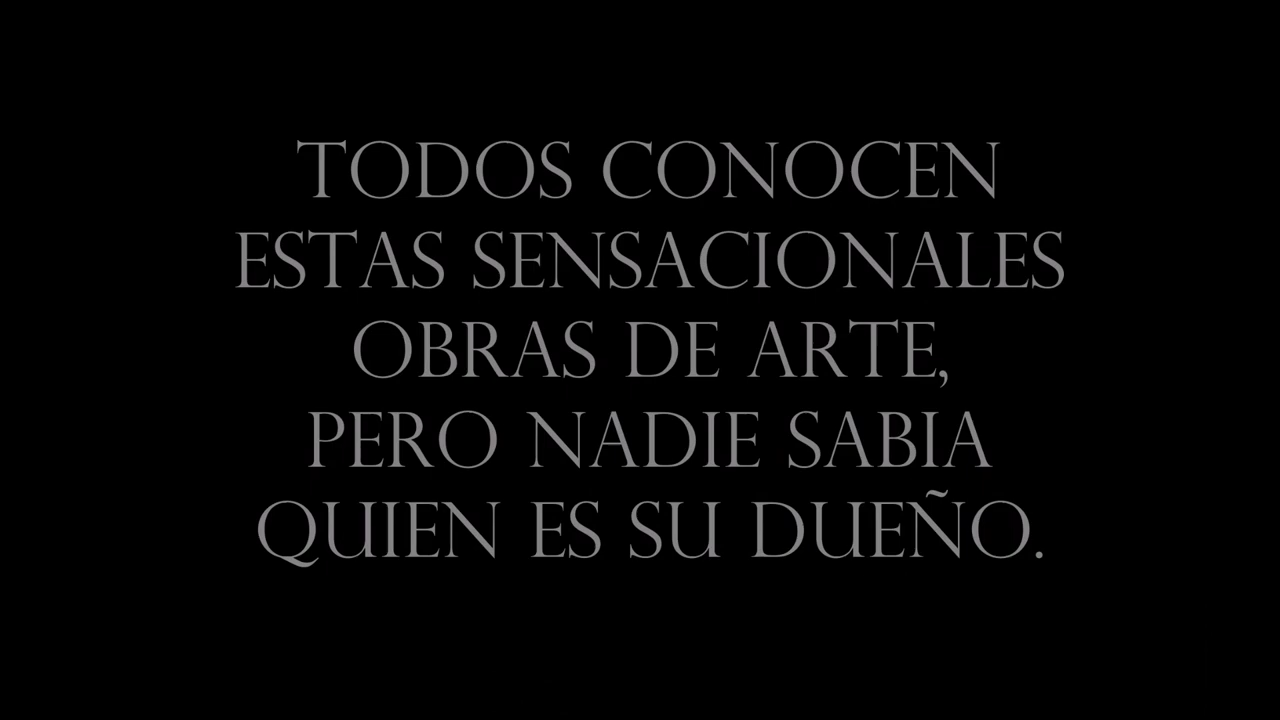 TODOS CONOCEN
ESTAS SENSACIONALES
OBRAS DE ARTE,
PERO NADIE SABIA
QUIEN ES SU DUEÑO.